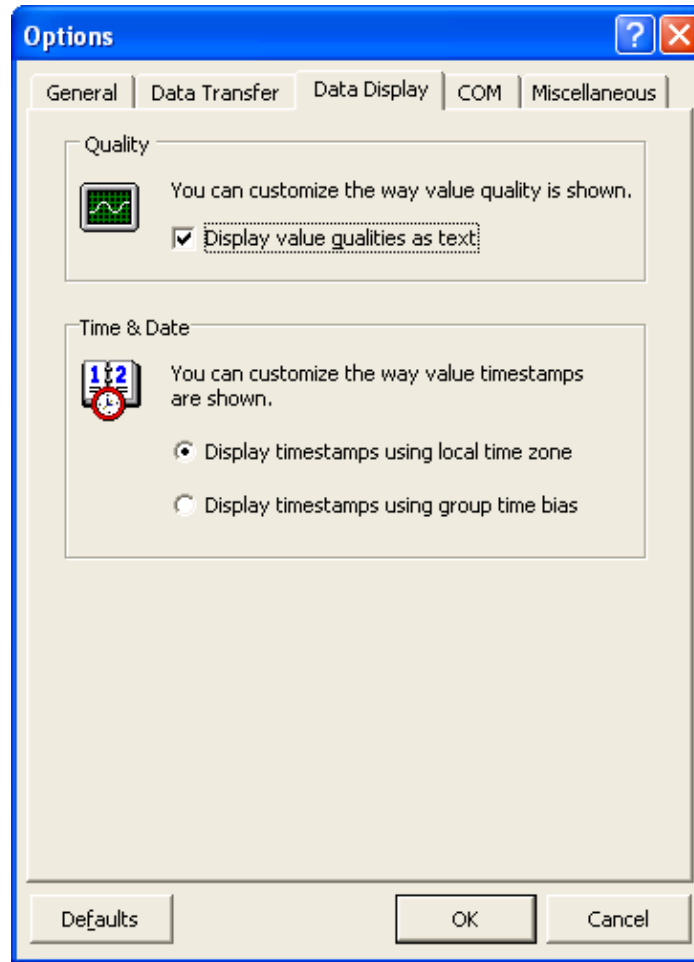 Options
General Data Transfer Data Display COM Miscellaneous
Quality
You can customize the way value quality is shown.
Display value qualities as text
Time & Date
1 2
You can customize the way value timestamps
are shown.
Display timestamps using local time zone
Display timestamps using group time bias
Defaults OK Cancel